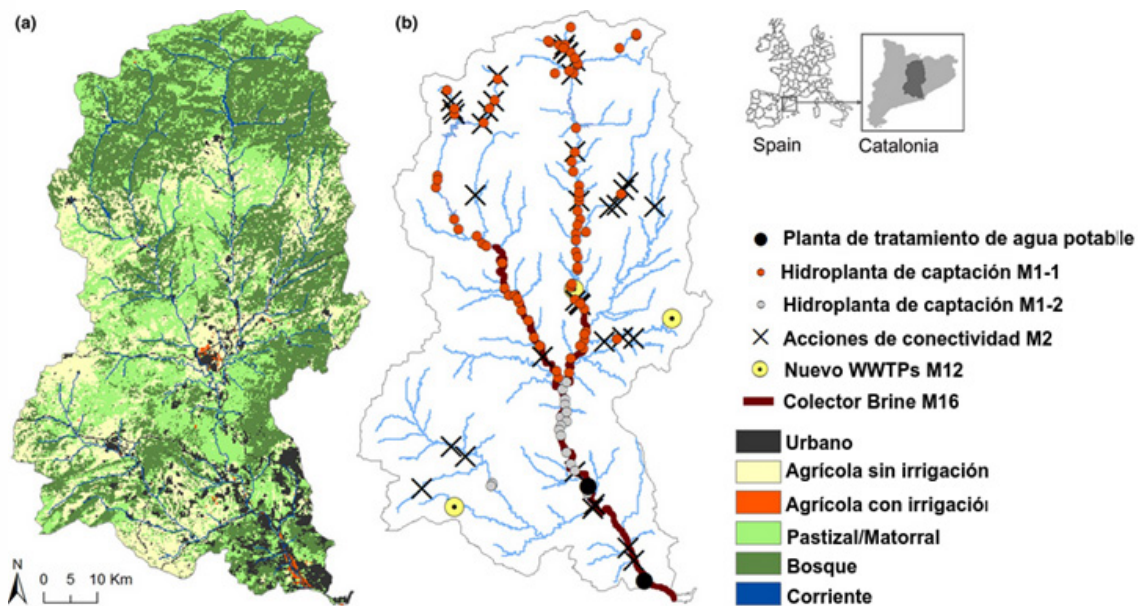 (a)
(b)
Spain
Catalonia
Planta de tratamiento de agua potable
Hidroplanta de captación M1-1
Hidroplanta de captación M1-2
Acciones de conectividad M2
Nuevo WWTPs M12
Colector Brine M16
Urbano
Agrícola sin irrigación
Agrícola con irrigación
Pastizal/Matorral
Bosque
Corriente
N
0 5 10 Km